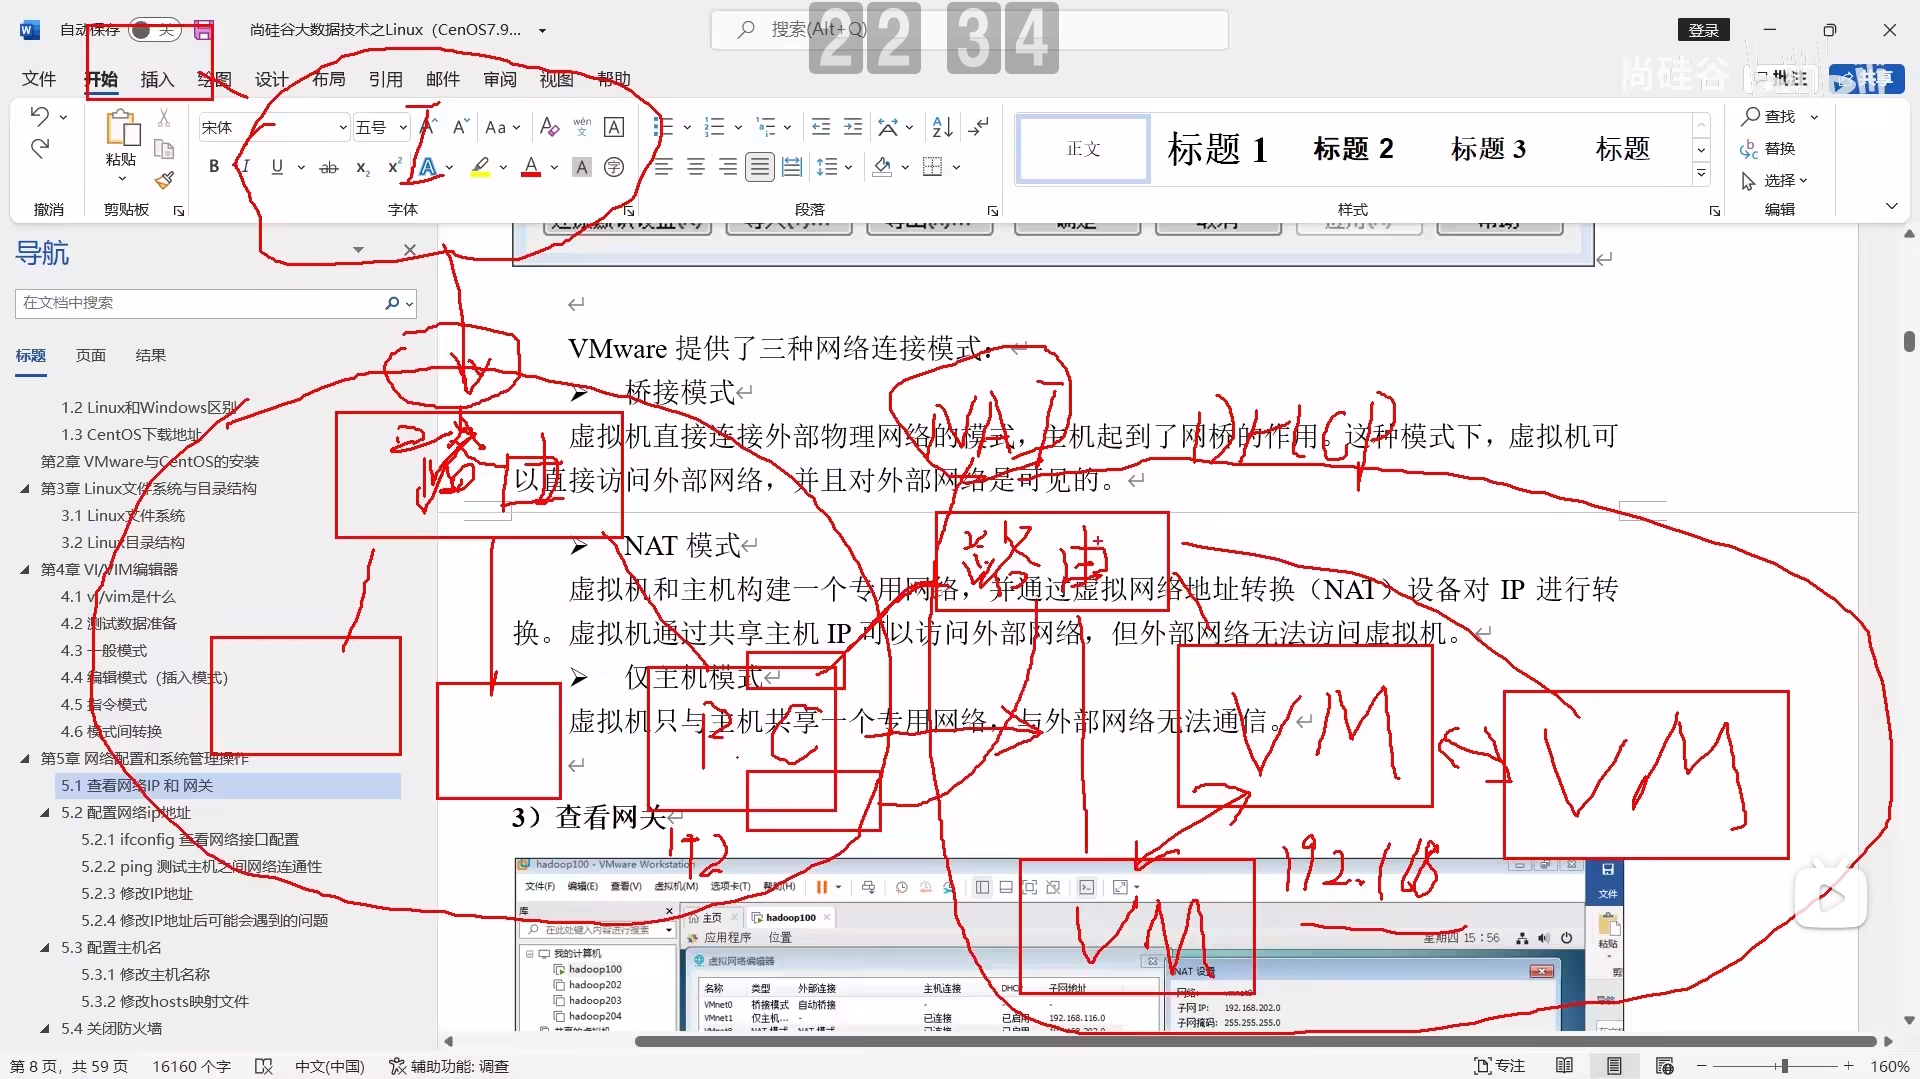 自动保存 关 尚硅谷大数据技术之Linux（CenOS7.9... 搜索(Alt+Q) 登录
22 34
尚硅谷
文件 开始 插入 绘图 设计 布局 引用 邮件 审阅 视图 帮助 批注 共享
宋体 五号 Aa wén 文 A
粘贴 B I U ab x₂ x² A A A 字
正文 标题 1 标题 2 标题 3 标题
查找
替换
选择
撤消 剪贴板 字体 段落 样式 编辑
导航
在文档中搜索
标题 页面 结果
1.2 Linux和Windows区别
1.3 CentOS下载地址
第2章 VMware与CentOS的安装
第3章 Linux文件系统与目录结构
3.1 Linux文件系统
3.2 Linux目录结构
第4章 VI/VIM编辑器
4.1 vi/vim是什么
4.2 测试数据准备
4.3 一般模式
4.4 编辑模式（插入模式）
4.5 指令模式
4.6 模式间转换
第5章 网络配置和系统管理操作
5.1 查看网络IP 和 网关
5.2 配置网络ip地址
5.2.1 ifconfig 查看网络接口配置
5.2.2 ping 测试主机之间网络连通性
5.2.3 修改IP地址
5.2.4 修改IP地址后可能会遇到的问题
5.3 配置主机名
5.3.1 修改主机名称
5.3.2 修改hosts映射文件
5.4 关闭防火墙
VMware 提供了三种网络连接模式：
桥接模式
虚拟机直接连接外部物理网络的模式，主机起到了网桥的作用。这种模式下，虚拟机可
以直接访问外部网络，并且对外部网络是可见的。
NAT 模式
虚拟机和主机构建一个专用网络，并通过虚拟网络地址转换（NAT）设备对 IP 进行转
换。虚拟机通过共享主机 IP 可以访问外部网络，但外部网络无法访问虚拟机。
仅主机模式
虚拟机只与主机共享一个专用网络，与外部网络无法通信。
3）查看网关
NAT
DHCP
路由
路由
PC
VM
VM
VM
172
192.168
hadoop100 - VMware Workstation
文件(F) 编辑(E) 查看(V) 虚拟机(M) 选项卡(T) 帮助(H)
库
在此处键入内容进行搜索
我的计算机
hadoop100
hadoop202
hadoop203
hadoop204
主页 hadoop100
应用程序 位置 星期四 15：56
虚拟网络编辑器
名称 类型 外部连接 主机连接 DHCP 子网地址
VMnet0 桥接模式 自动桥接 - - -
VMnet1 仅主机... - 已连接 已启用 192.168.116.0
NAT 设置
网络: vmnet8
子网 IP: 192.168.202.0
子网掩码: 255.255.255.0
文件
粘贴
第 8 页，共 59 页 16160 个字 中文(中国) 辅助功能: 调查 专注 160%